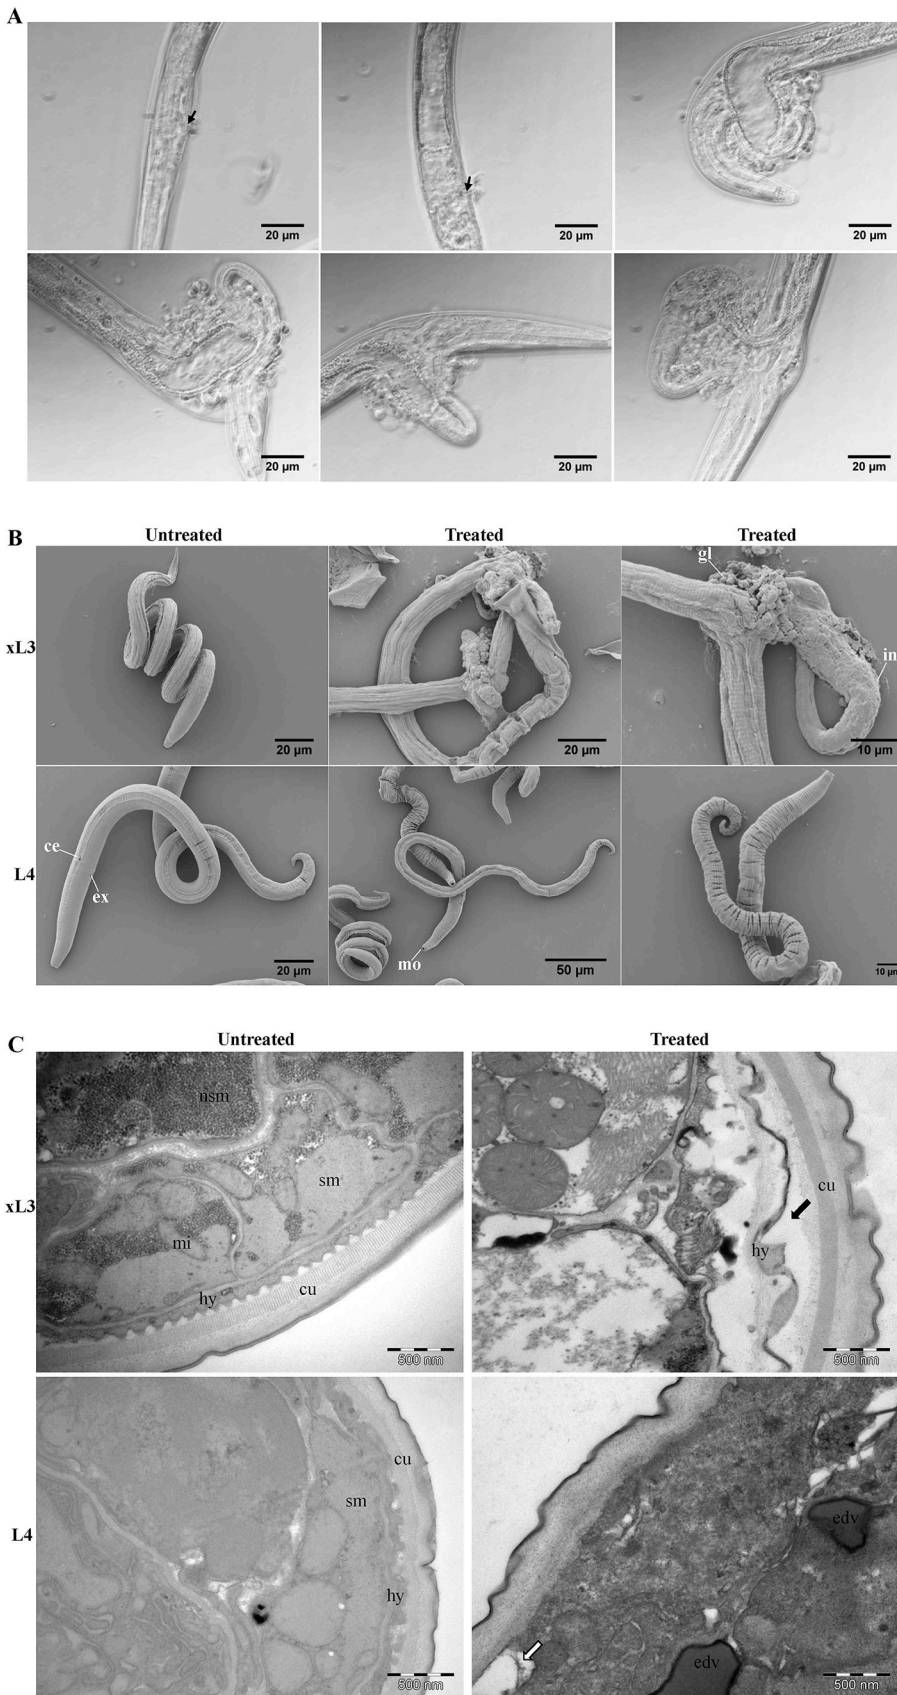 A
20 µm
20 µm
20 µm
20 µm
20 µm
20 µm
B
Untreated
Treated
Treated
xL3
gl
in
20 µm
20 µm
10 µm
L4
ce
ex
mo
20 µm
50 µm
10 µm
C
Untreated
Treated
xL3
nsm
sm
mi
hy
cu
500 nm
cu
hy
500 nm
L4
cu
sm
hy
500 nm
edv
edv
500 nm